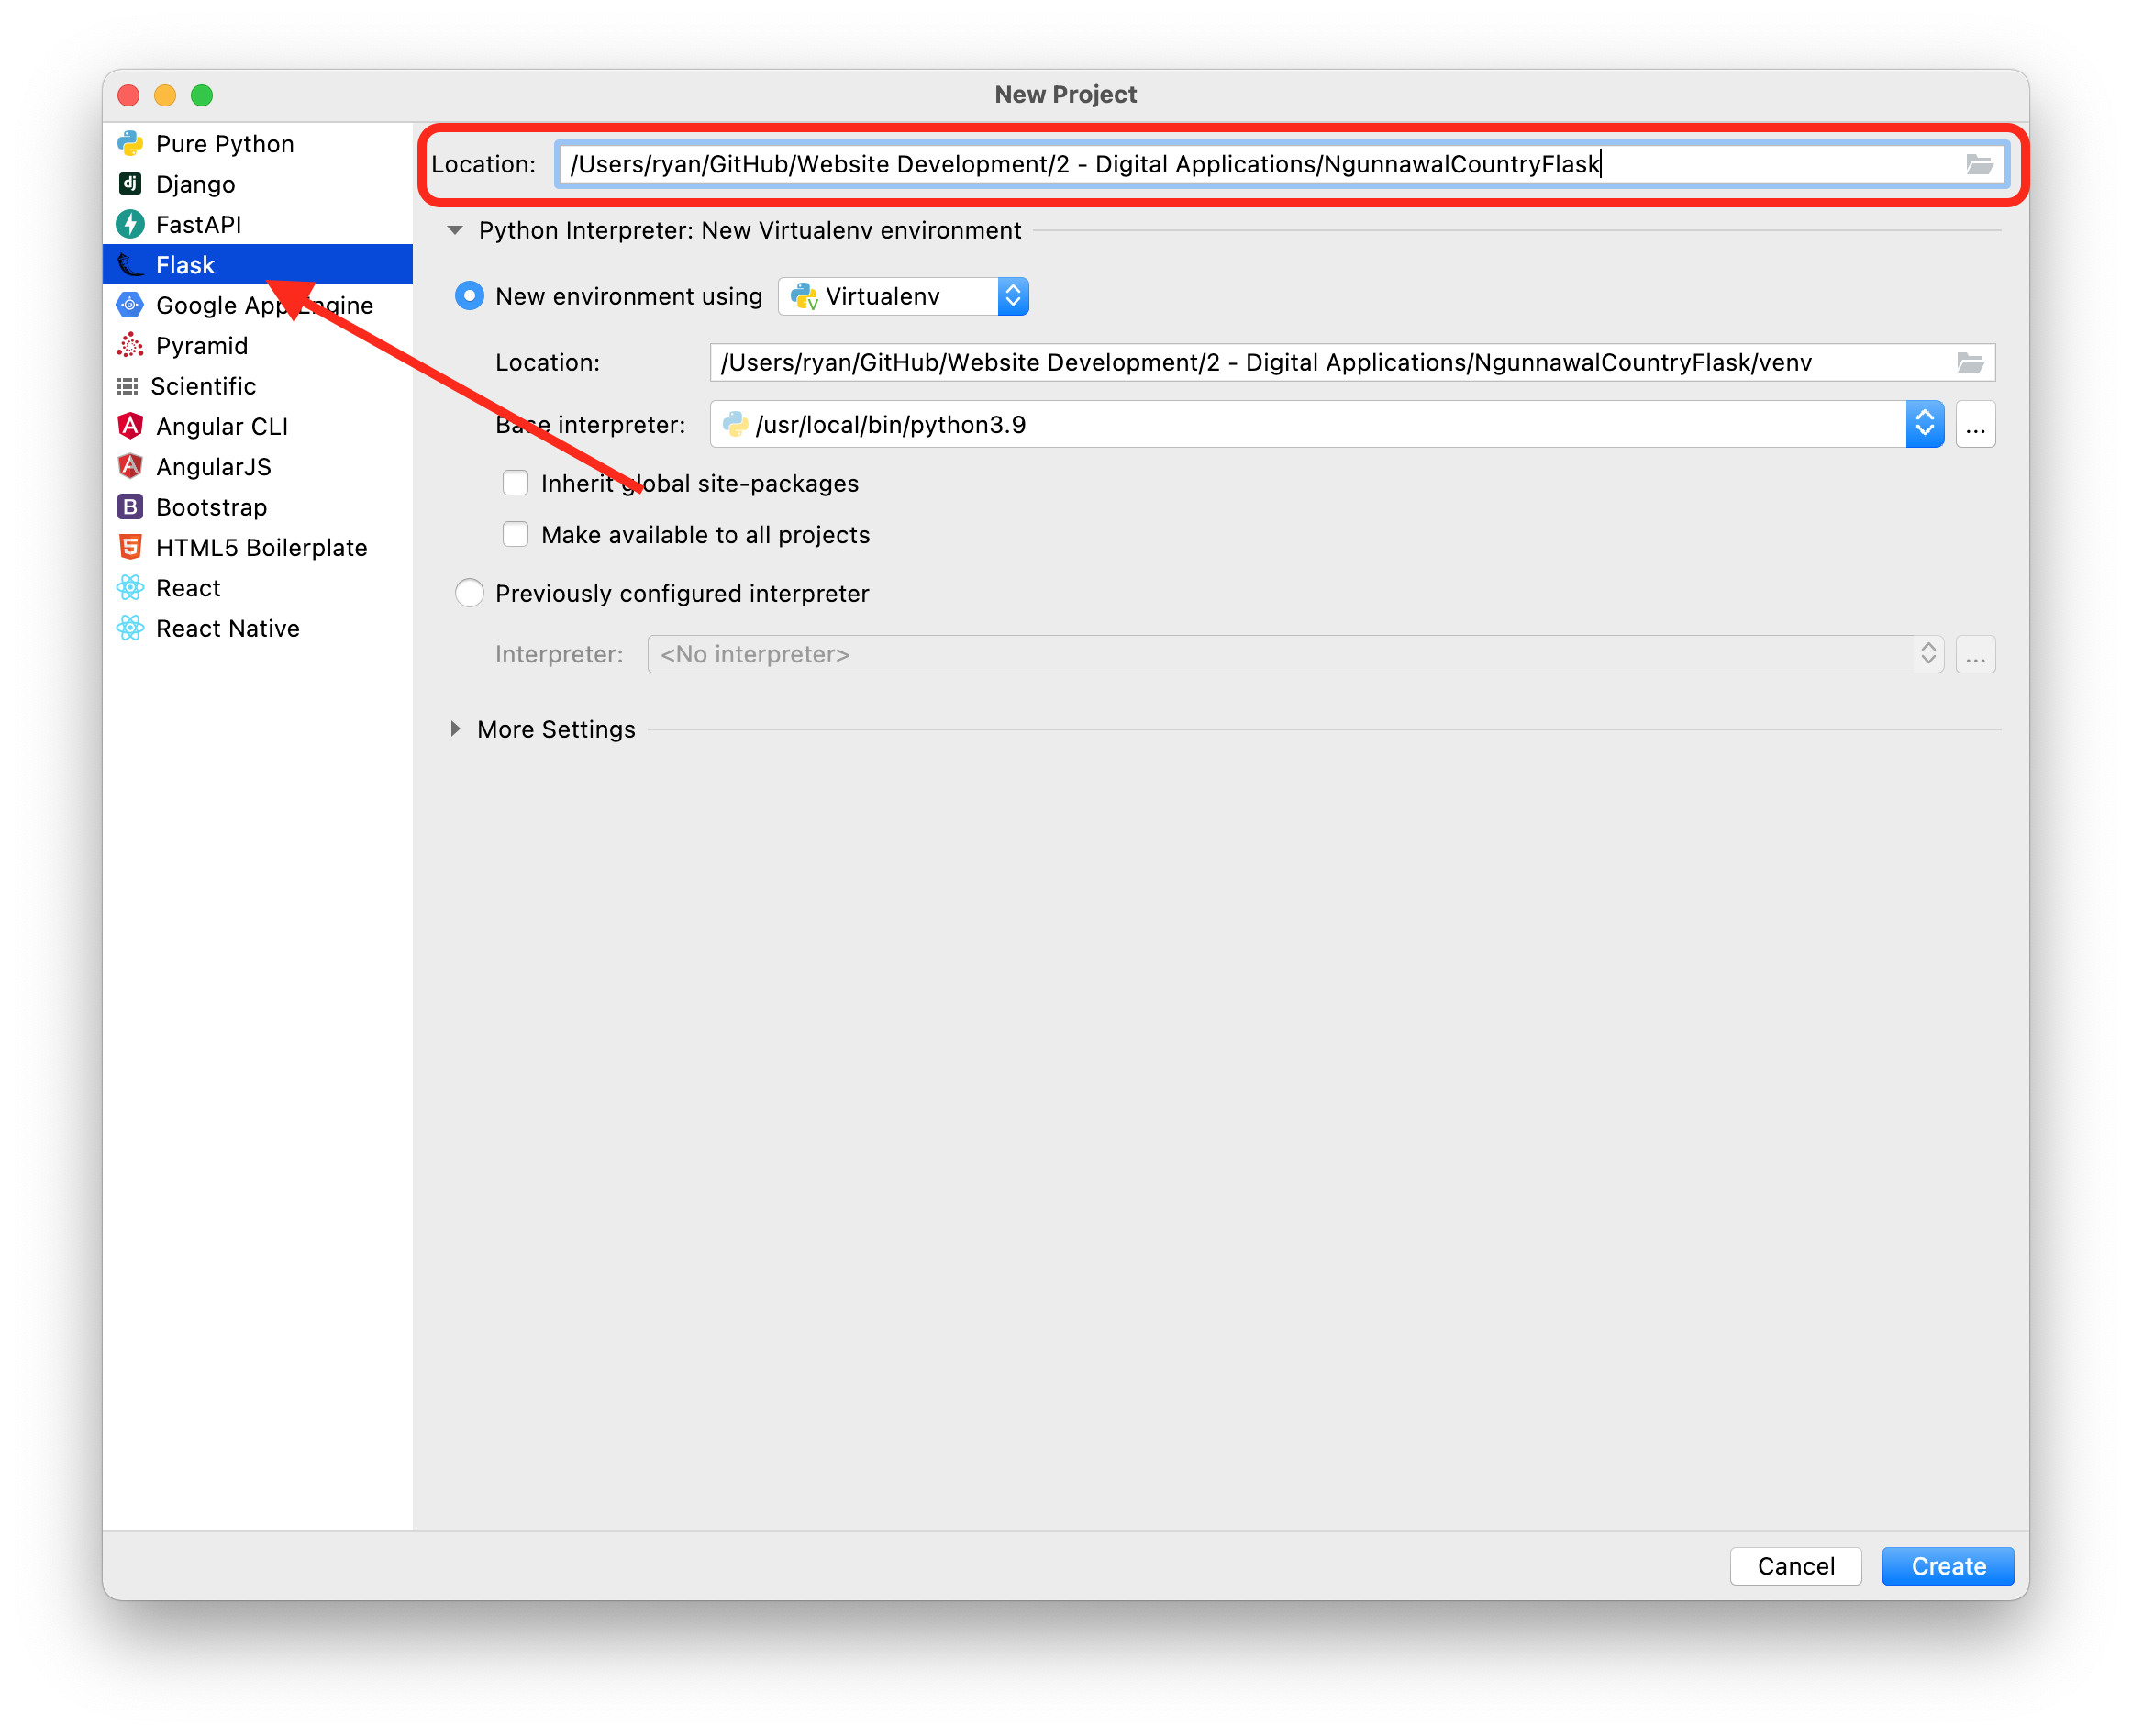 New Project
Pure Python
Django
FastAPI
Flask
Google App Engine
Pyramid
Scientific
Angular CLI
AngularJS
Bootstrap
HTML5 Boilerplate
React
React Native
Location: /Users/ryan/GitHub/Website Development/2 - Digital Applications/NgunnawalCountryFlask
Python Interpreter: New Virtualenv environment
New environment using Virtualenv
Location: /Users/ryan/GitHub/Website Development/2 - Digital Applications/NgunnawalCountryFlask/venv
Base interpreter: /usr/local/bin/python3.9 ...
Inherit global site-packages
Make available to all projects
Previously configured interpreter
Interpreter: <No interpreter> ...
More Settings
Cancel Create